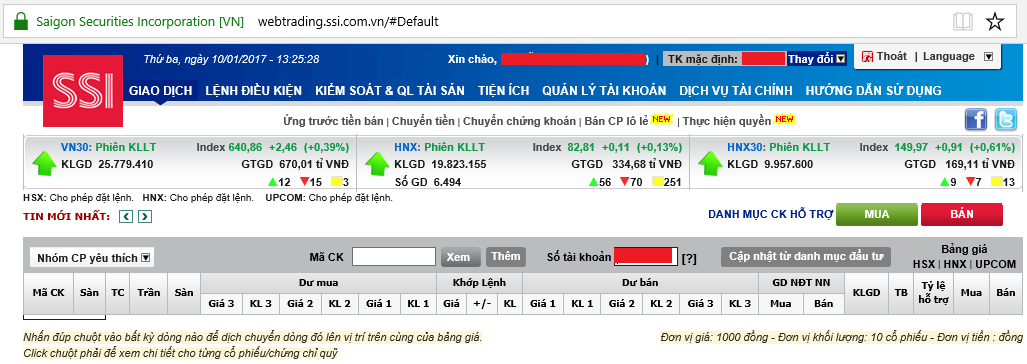 Saigon Securities Incorporation [VN] webtrading.ssi.com.vn/#Default
Thứ ba, ngày 10/01/2017 - 13:25:28 Xin chào, ) | TK mặc định: Thay đổi Thoát | Language
SSI
GIAO DỊCH LỆNH ĐIỀU KIỆN KIỂM SOÁT & QL TÀI SẢN TIỆN ÍCH QUẢN LÝ TÀI KHOẢN DỊCH VỤ TÀI CHÍNH HƯỚNG DẪN SỬ DỤNG
Ứng trước tiền bán | Chuyển tiền | Chuyển chứng khoán | Bán CP lô lẻ NEW | Thực hiện quyền NEW
VN30: Phiên KLLT Index 640,86 +2,46 (+0,39%) HNX: Phiên KLLT Index 82,81 +0,11 (+0,13%) HNX30: Phiên KLLT Index 149,97 +0,91 (+0,61%)
KLGD 25.779.410 GTGD 670,01 tỉ VNĐ KLGD 19.823.155 GTGD 334,68 tỉ VNĐ KLGD 9.957.600 GTGD 169,11 tỉ VNĐ
12 15 3 Số GD 6.494 56 70 251 9 7 13
HSX: Cho phép đặt lệnh. HNX: Cho phép đặt lệnh. UPCOM: Cho phép đặt lệnh.
TIN MỚI NHẤT: DANH MỤC CK HỖ TRỢ MUA BÁN
Nhóm CP yêu thích Mã CK Xem Thêm Số tài khoản [?] Cập nhật từ danh mục đầu tư Bảng giá
HSX | HNX | UPCOM
Mã CK Sàn TC Trần Sàn Dư mua Khớp Lệnh Dư bán GD NĐT NN KLGD TB Tỷ lệ hỗ trợ Mua Bán
Giá 3 KL 3 Giá 2 KL 2 Giá 1 KL 1 Giá +/- KL Giá 1 KL 1 Giá 2 KL 2 Giá 3 KL 3 Mua Bán
Nhấn đúp chuột vào bất kỳ dòng nào để dịch chuyển dòng đó lên vị trí trên cùng của bảng giá. Đơn vị giá: 1000 đồng - Đơn vị khối lượng: 10 cổ phiếu - Đơn vị tiền : đồng
Click chuột phải để xem chi tiết cho từng cổ phiếu/chứng chỉ quỹ